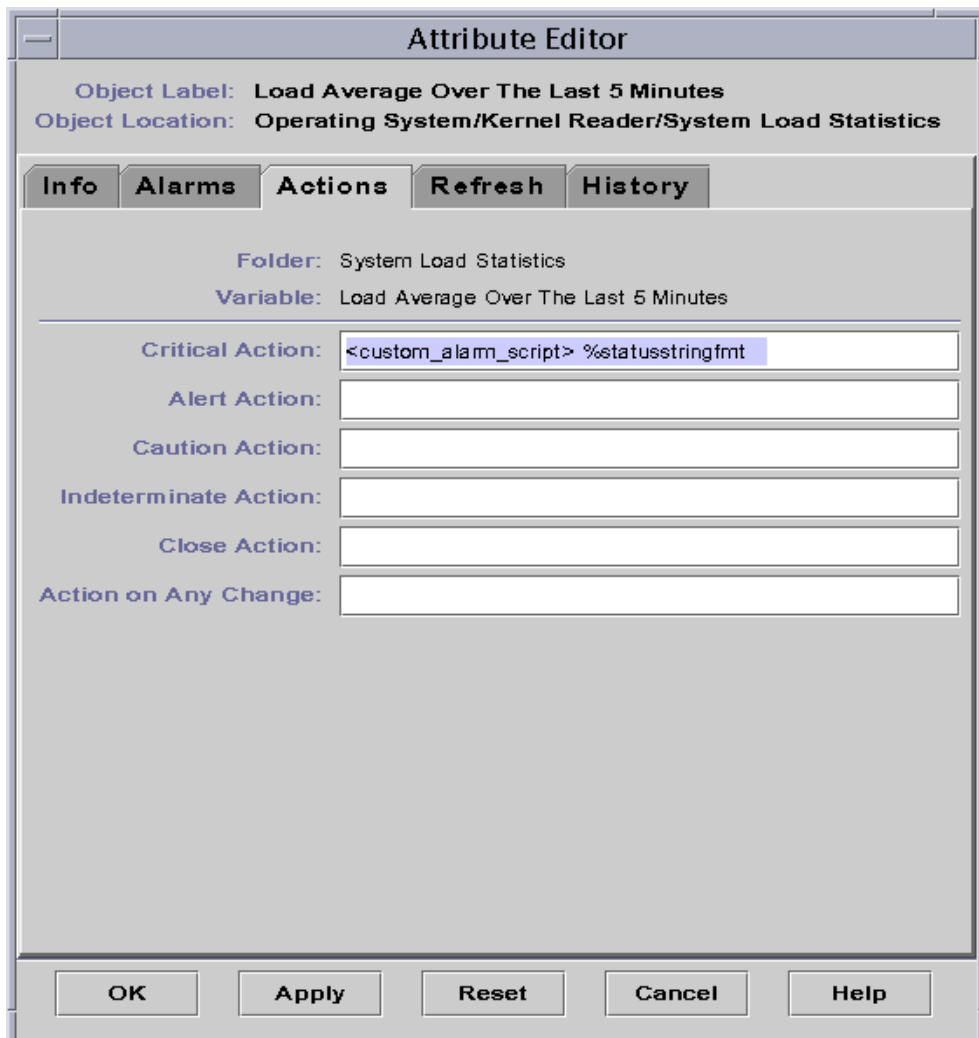 Attribute Editor
Object Label: Load Average Over The Last 5 Minutes
Object Location: Operating System/Kernel Reader/System Load Statistics
Info Alarms Actions Refresh History
Folder: System Load Statistics
Variable: Load Average Over The Last 5 Minutes
Critical Action: <custom_alarm_script> %statusstringfmt
Alert Action:
Caution Action:
Indeterminate Action:
Close Action:
Action on Any Change:
OK Apply Reset Cancel Help